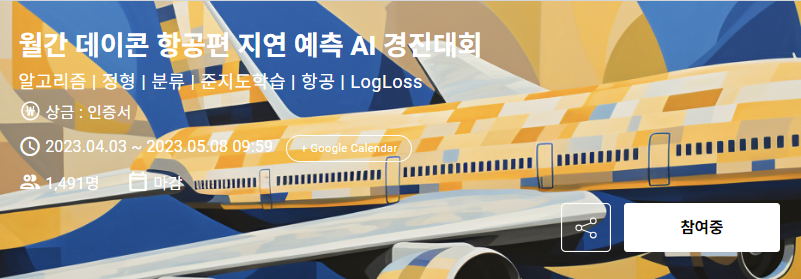 월간 데이콘 항공편 지연 예측 AI 경진대회
알고리즘 | 정형 | 분류 | 준지도학습 | 항공 | LogLoss
₩ 상금 : 인증서
2023.04.03 ~ 2023.05.08 09:59 + Google Calendar
1,491명 마감
참여중